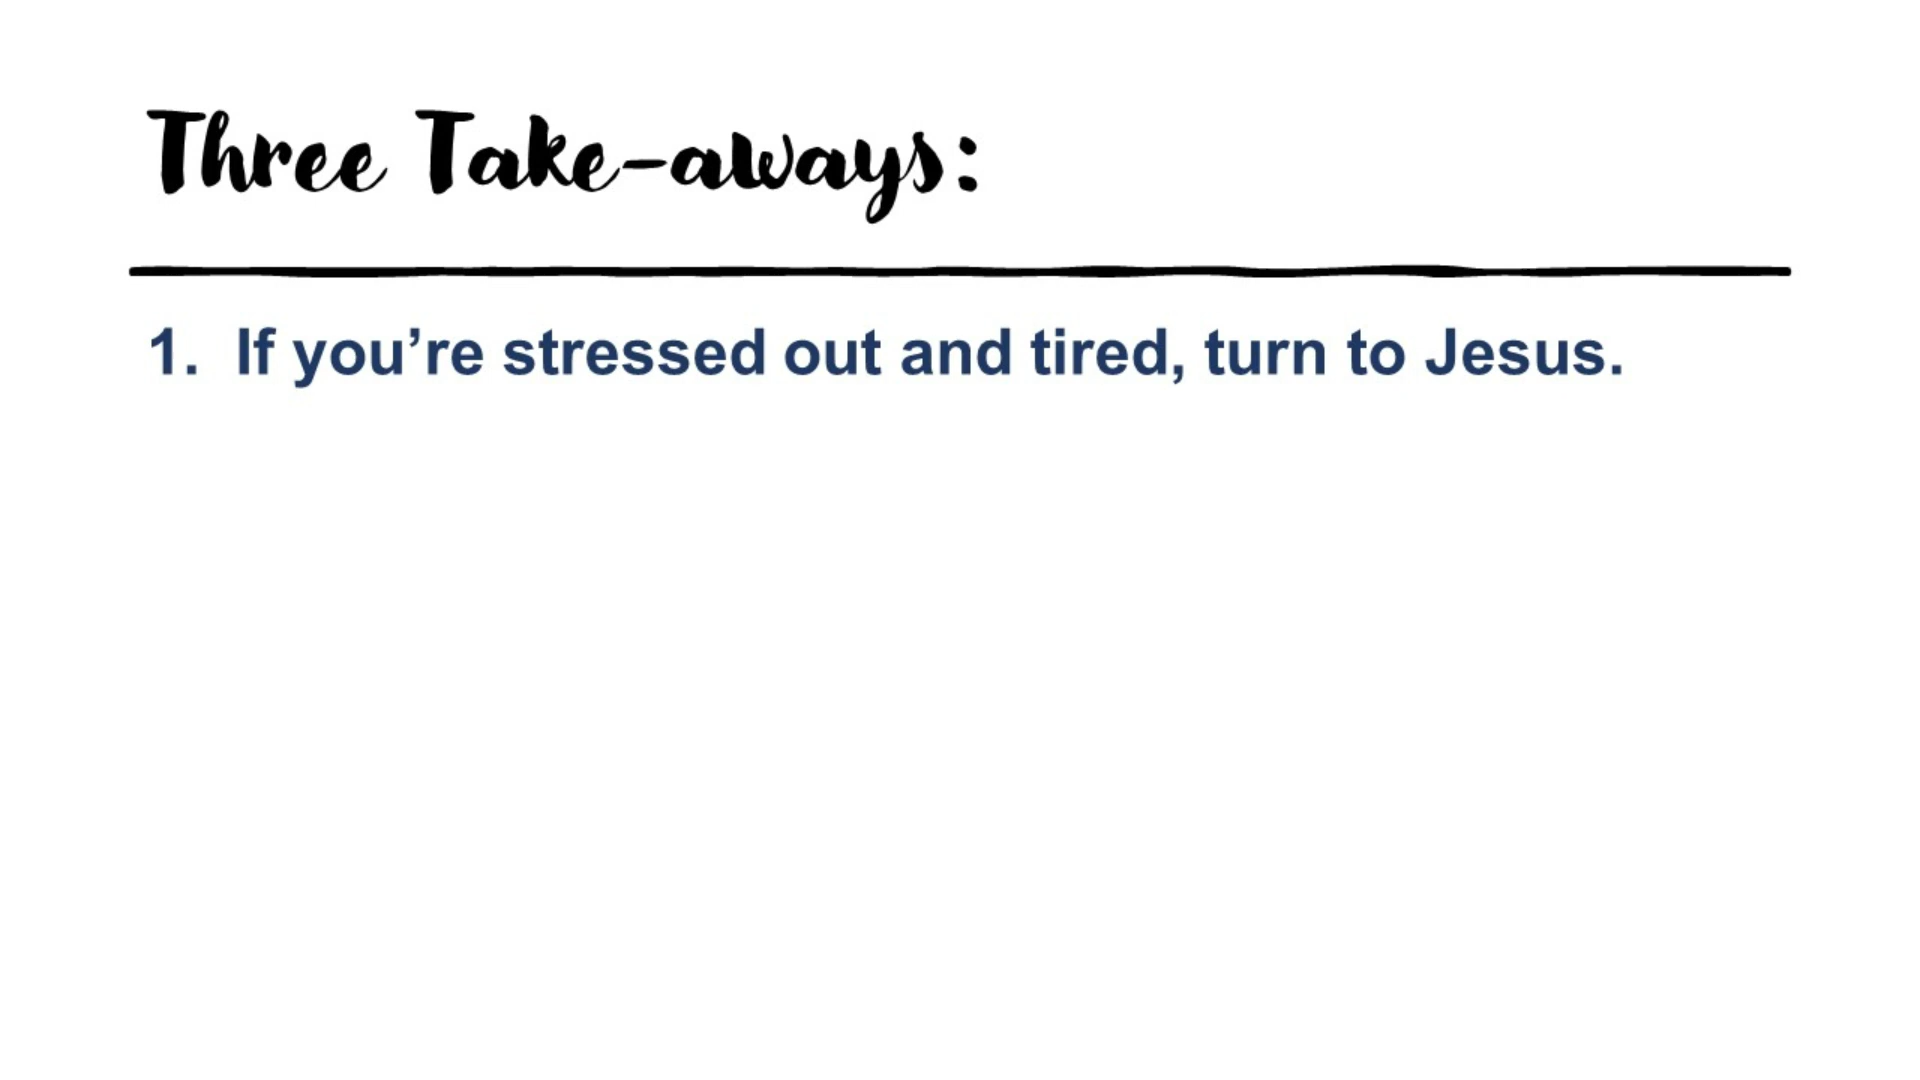 Three Take-aways:
1. If you’re stressed out and tired, turn to Jesus.